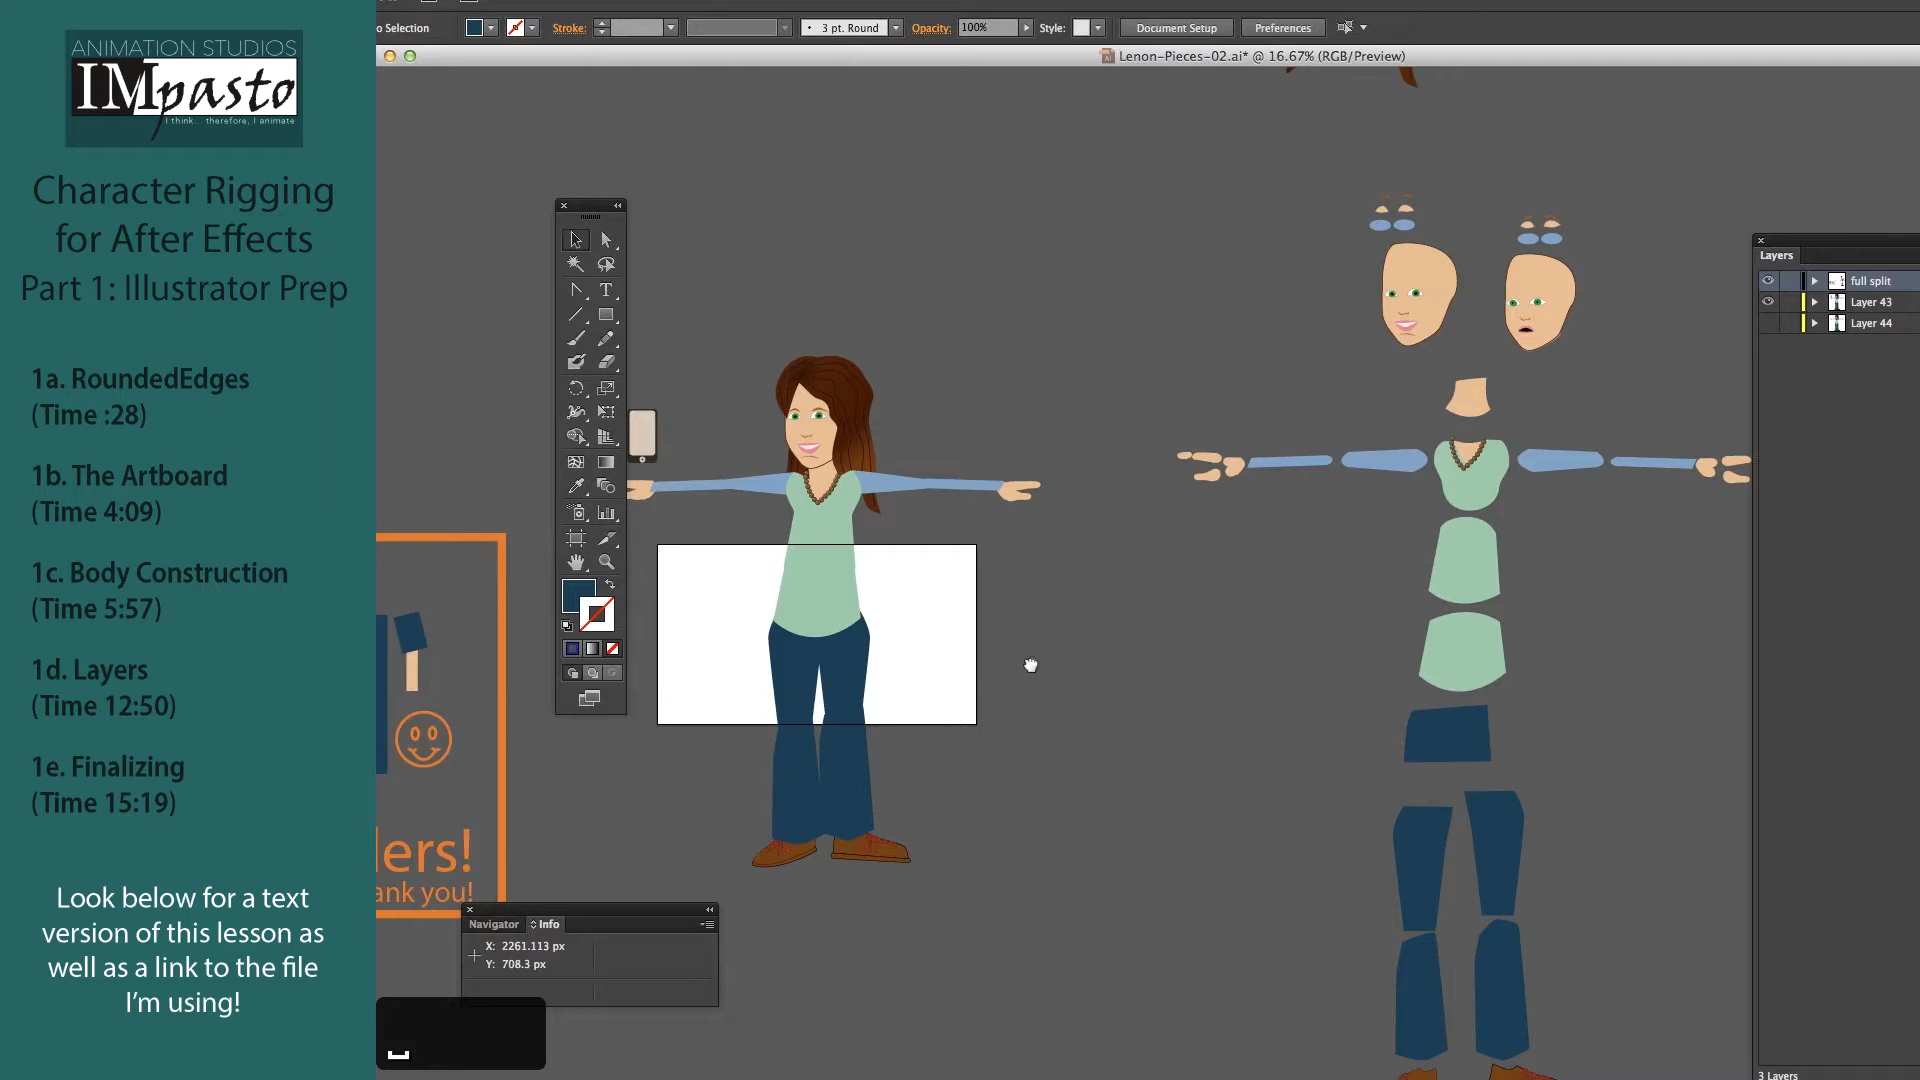 ANIMATION STUDIOS
IMpasto
I think... therefore, I animate
Character Rigging
for After Effects
Part 1: Illustrator Prep
1a. RoundedEdges
(Time :28)
1b. The Artboard
(Time 4:09)
1c. Body Construction
(Time 5:57)
1d. Layers
(Time 12:50)
1e. Finalizing
(Time 15:19)
Look below for a text
version of this lesson as
well as a link to the file
I'm using!
o Selection
Stroke:
3 pt. Round
Opacity:
100%
Style:
Document Setup
Preferences
Lenon-Pieces-02.ai* @ 16.67% (RGB/Preview)
Layers
full split
Layer 43
Layer 44
3 Layers
lers!
ank you!
Navigator
Info
X: 2261.113 px
Y: 708.3 px